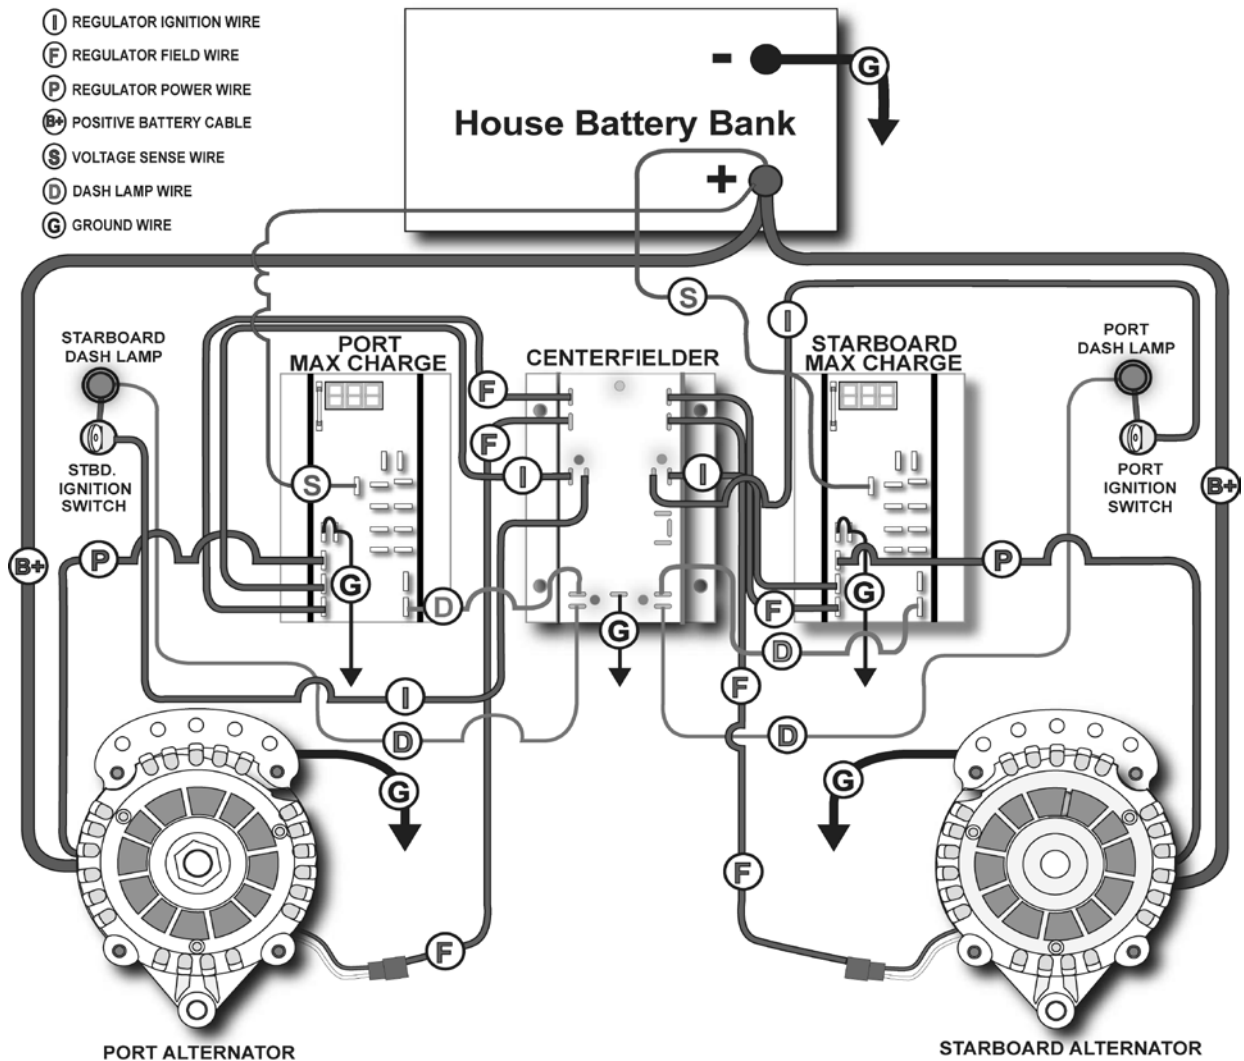 I REGULATOR IGNITION WIRE
F REGULATOR FIELD WIRE
P REGULATOR POWER WIRE
B+ POSITIVE BATTERY CABLE
S VOLTAGE SENSE WIRE
D DASH LAMP WIRE
G GROUND WIRE
-
G
House Battery Bank
+
S
I
STARBOARD
DASH LAMP
PORT
MAX CHARGE
CENTERFIELDER
STARBOARD
MAX CHARGE
PORT
DASH LAMP
888
888
F
F
STBD.
IGNITION
SWITCH
S
I
I
PORT
IGNITION
SWITCH
B+
B+
P
P
G
G
D
F
G
D
F
I
D
D
G
G
F
F
PORT ALTERNATOR
STARBOARD ALTERNATOR